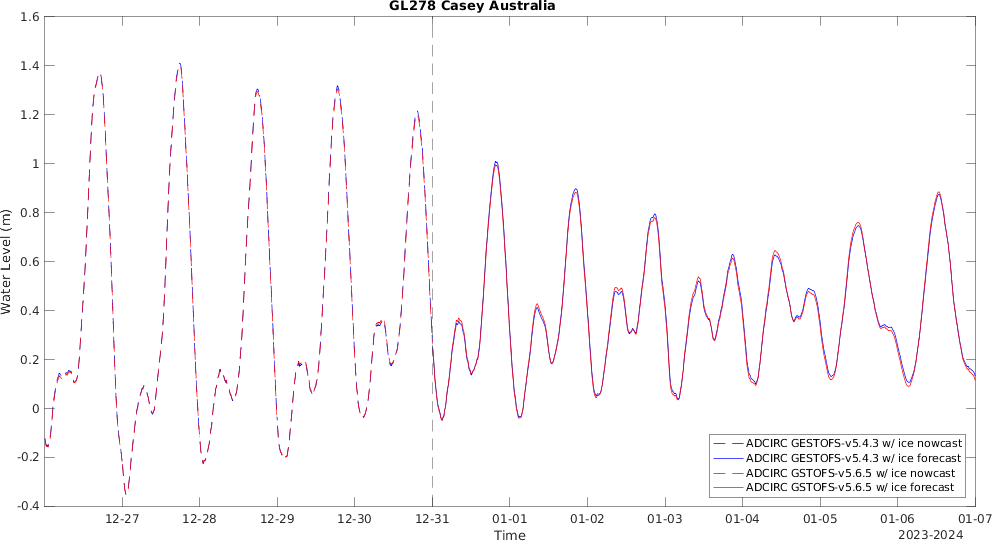 GL278 Casey Australia
1.6
1.4
1.2
1
0.8
0.6
0.4
0.2
0
-0.2
-0.4
Water Level (m)
ADCIRC GESTOFS-v5.4.3 w/ ice nowcast
ADCIRC GESTOFS-v5.4.3 w/ ice forecast
ADCIRC GSTOFS-v5.6.5 w/ ice nowcast
ADCIRC GSTOFS-v5.6.5 w/ ice forecast
12-27 12-28 12-29 12-30 12-31 01-01 01-02 01-03 01-04 01-05 01-06 01-07
Time
2023-2024